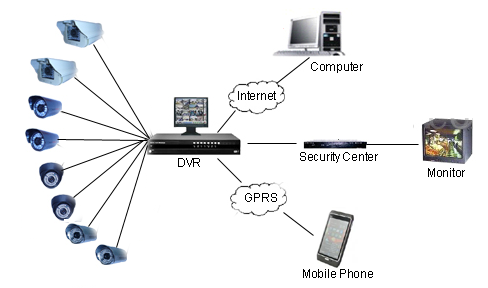 Computer
Internet
DVR
Security Center
Monitor
GPRS
Mobile Phone